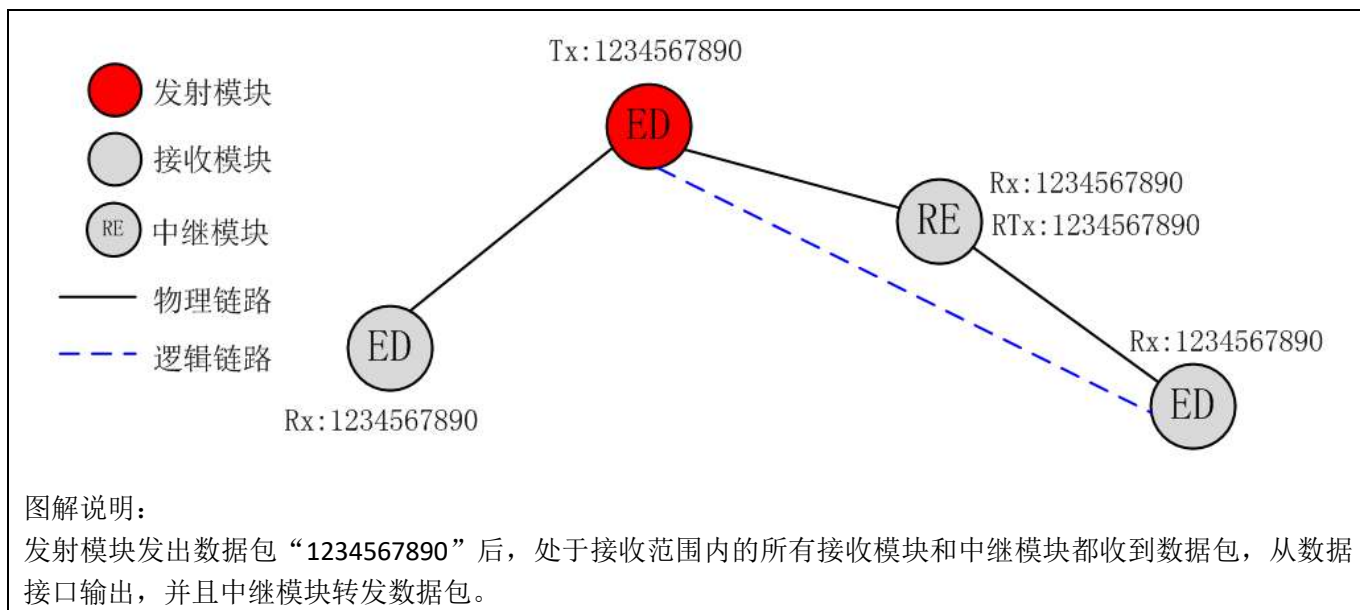 Tx:1234567890
发射模块
ED
接收模块
Rx:1234567890
RE
RTx:1234567890
RE
中继模块
物理链路
ED
Rx:1234567890
逻辑链路
ED
Rx:1234567890
图解说明：
发射模块发出数据包“1234567890”后，处于接收范围内的所有接收模块和中继模块都收到数据包，从数据
接口输出，并且中继模块转发数据包。